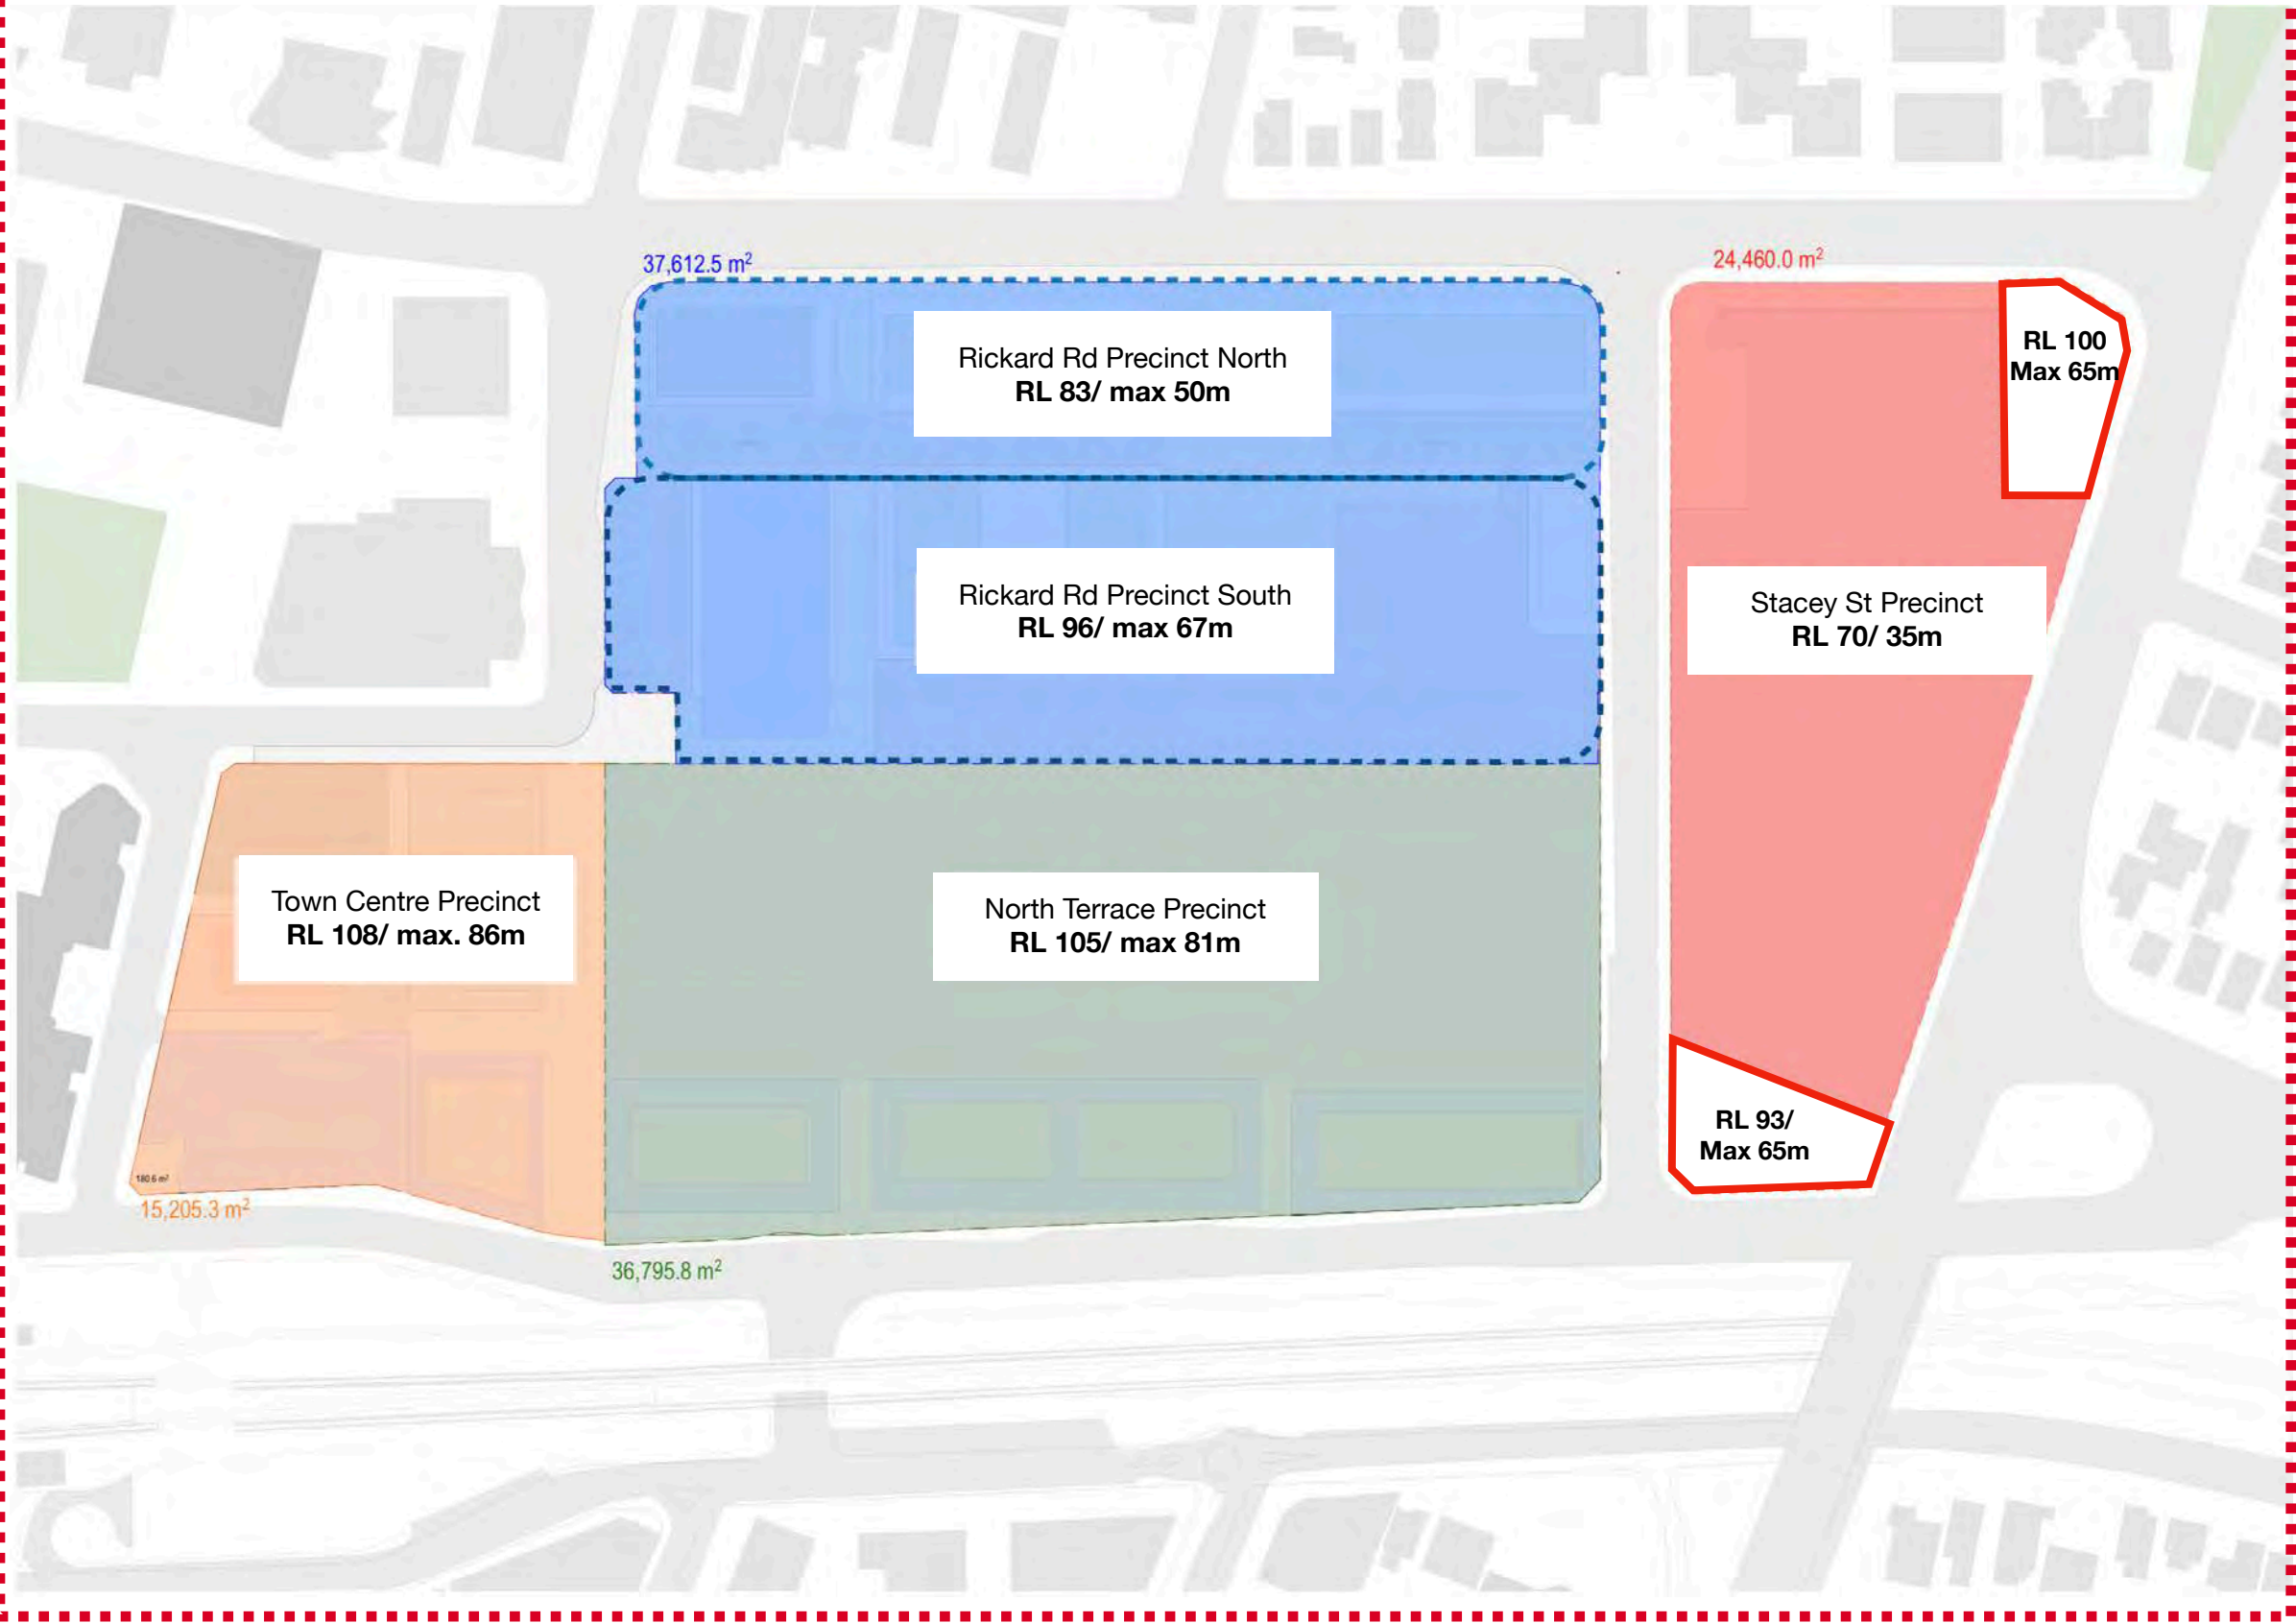 37,612.5 m²
24,460.0 m²
Rickard Rd Precinct North
RL 83/ max 50m
RL 100
Max 65m
Rickard Rd Precinct South
RL 96/ max 67m
Stacey St Precinct
RL 70/ 35m
Town Centre Precinct
RL 108/ max. 86m
North Terrace Precinct
RL 105/ max 81m
RL 93/
Max 65m
180.6 m²
15,205.3 m²
36,795.8 m²